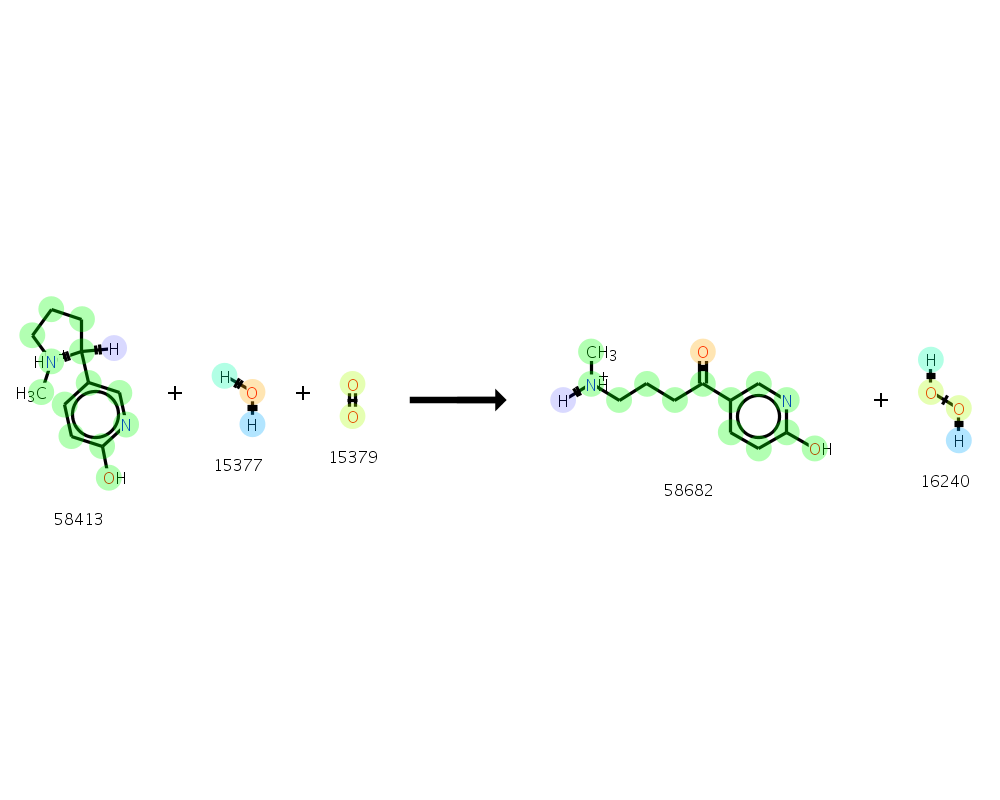 HN +
H
H₃C
N
OH
58413
+
H
O
H
15377
+
O
O
15379
CH₃
H
N +
H
O
N
OH
58682
+
H
O
O
H
16240